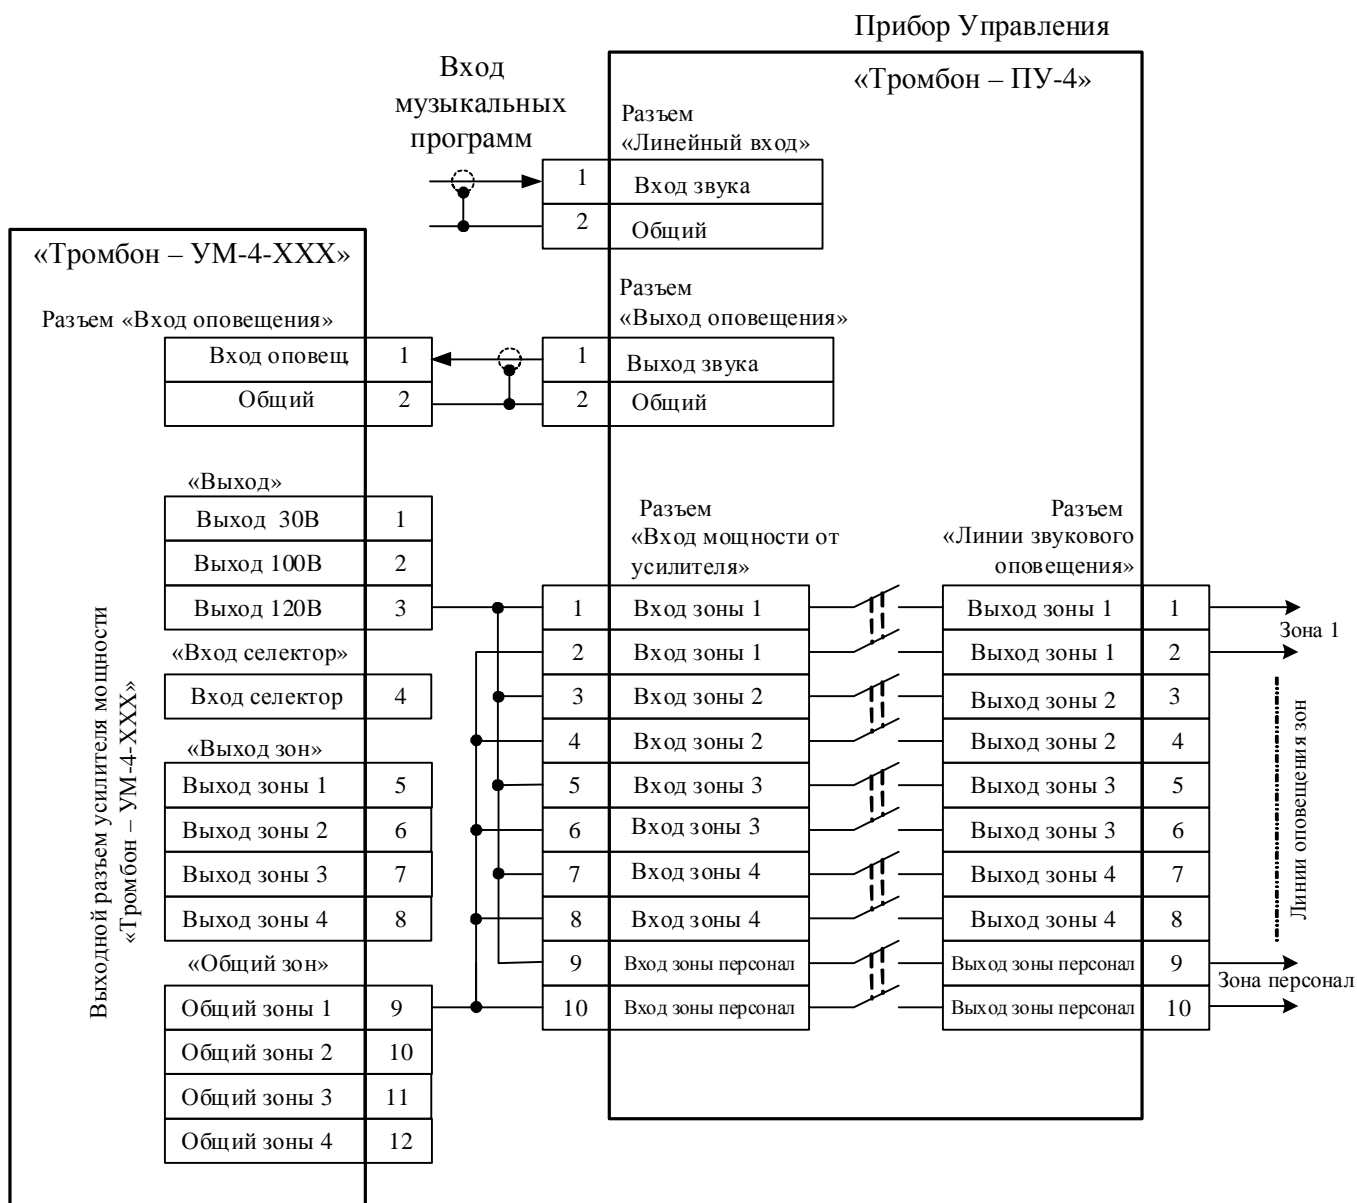 Прибор Управления
«Тромбон – ПУ-4»
Вход
музыкальных
программ
Разъем
«Линейный вход»
1 Вход звука
2 Общий
«Тромбон – УМ-4-ХХХ»
Разъем «Вход оповещения»
Вход оповещ. 1
Общий 2
Разъем
«Выход оповещения»
1 Выход звука
2 Общий
«Выход»
Выход 30В 1
Выход 100В 2
Выход 120В 3
«Вход селектор»
Вход селектор 4
«Выход зон»
Выход зоны 1 5
Выход зоны 2 6
Выход зоны 3 7
Выход зоны 4 8
«Общий зон»
Общий зоны 1 9
Общий зоны 2 10
Общий зоны 3 11
Общий зоны 4 12
Выходной разъем усилителя мощности
«Тромбон – УМ-4-ХХХ»
Разъем
«Вход мощности от
усилителя»
1 Вход зоны 1
2 Вход зоны 1
3 Вход зоны 2
4 Вход зоны 2
5 Вход зоны 3
6 Вход зоны 3
7 Вход зоны 4
8 Вход зоны 4
9 Вход зоны персонал
10 Вход зоны персонал
Разъем
«Линии звукового
оповещения»
Выход зоны 1 1
Выход зоны 1 2
Выход зоны 2 3
Выход зоны 2 4
Выход зоны 3 5
Выход зоны 3 6
Выход зоны 4 7
Выход зоны 4 8
Выход зоны персонал 9
Выход зоны персонал 10
Зона 1
Линии оповещения зон
Зона персонал